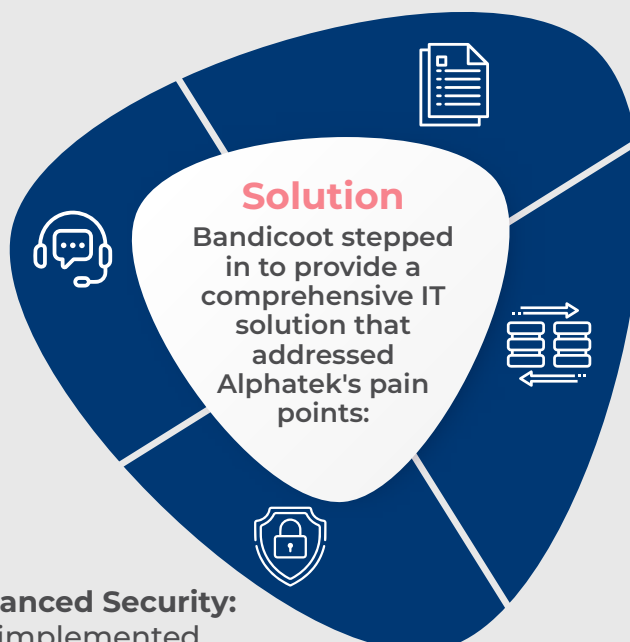 Solution
Bandicoot stepped
in to provide a
comprehensive IT
solution that
addressed
Alphatek's pain
points:
anced Security:
implemented